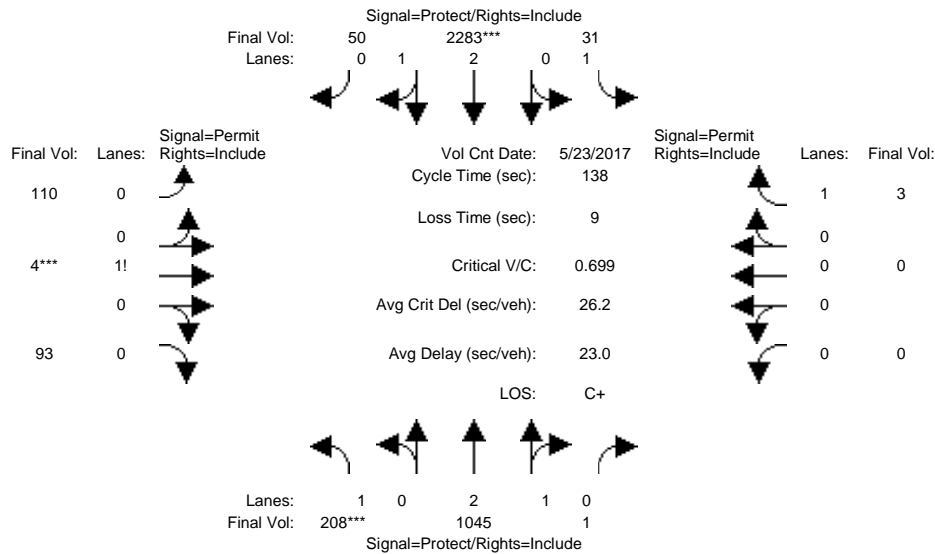 Signal=Protect/Rights=Include
Final Vol: 50 2283*** 31
Lanes: 0 1 2 0 1
Signal=Permit Signal=Permit
Final Vol: Lanes: Rights=Include Vol Cnt Date: 5/23/2017 Rights=Include Lanes: Final Vol:
Cycle Time (sec): 138
110 0 1 3
Loss Time (sec): 9
0 0
4*** 1! Critical V/C: 0.699 0 0
0 Avg Crit Del (sec/veh): 26.2 0
93 0 Avg Delay (sec/veh): 23.0 0 0
LOS: C+
Lanes: 1 0 2 1 0
Final Vol: 208*** 1045 1
Signal=Protect/Rights=Include